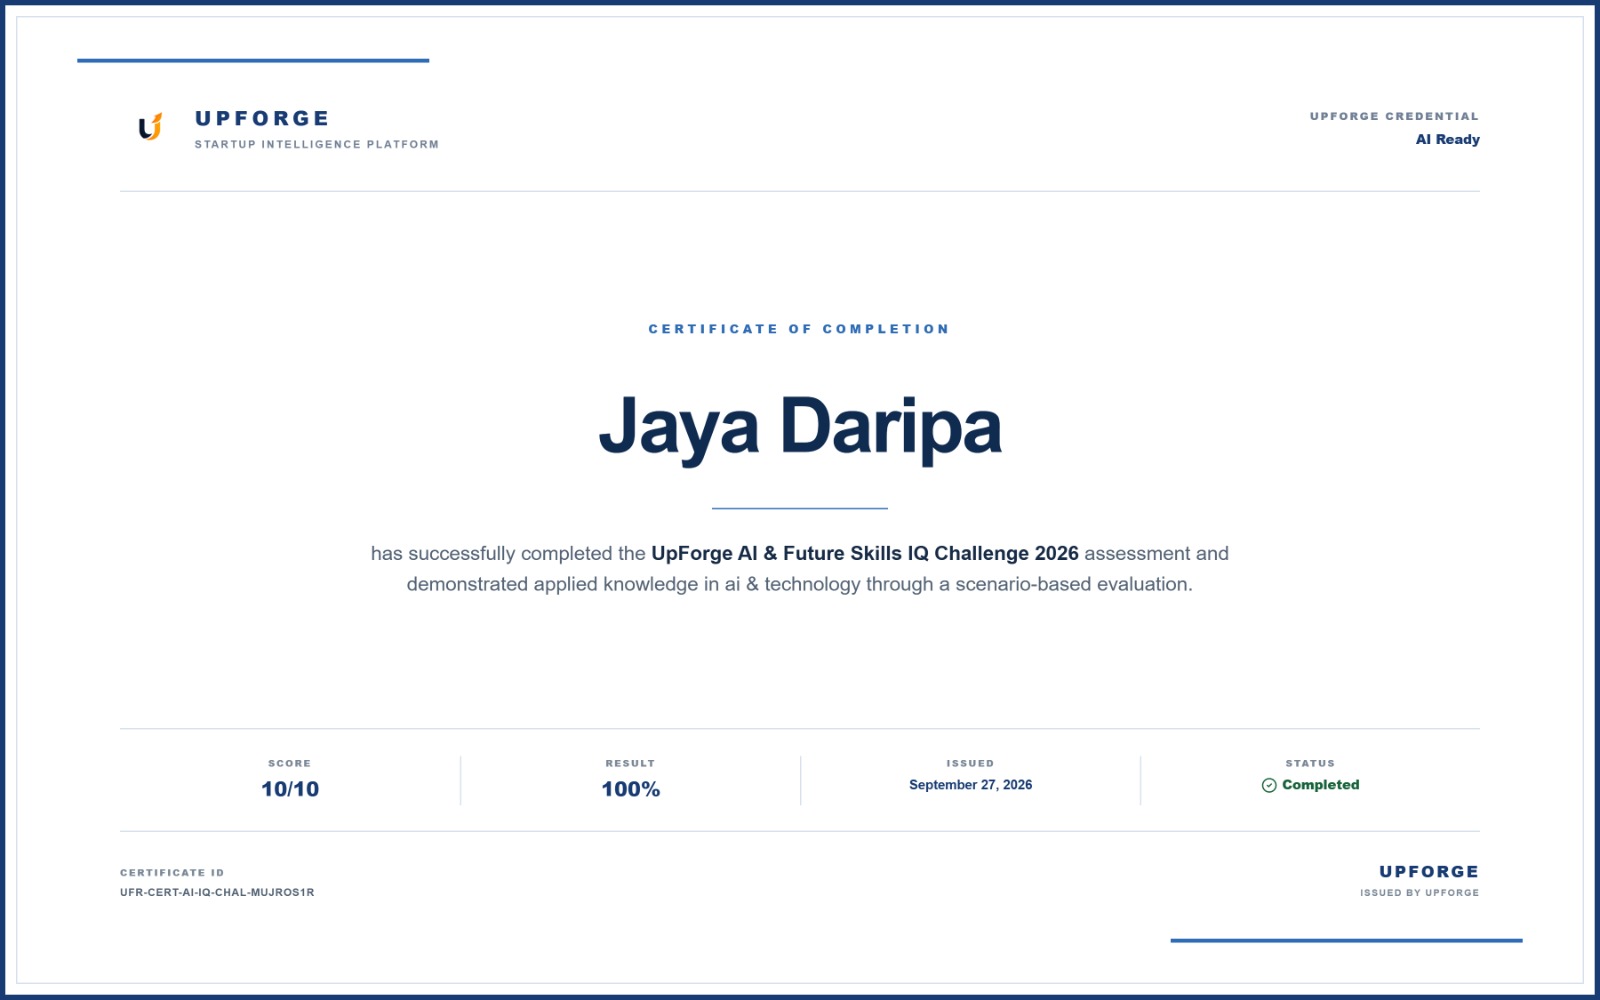 UPFORGE
STARTUP INTELLIGENCE PLATFORM
UPFORGE CREDENTIAL
AI Ready
CERTIFICATE OF COMPLETION
Jaya Daripa
has successfully completed the UpForge AI & Future Skills IQ Challenge 2026 assessment and
demonstrated applied knowledge in ai & technology through a scenario-based evaluation.
SCORE
10/10
RESULT
100%
ISSUED
September 27, 2026
STATUS
Completed
CERTIFICATE ID
UFR-CERT-AI-IQ-CHAL-MUJROS1R
UPFORGE
ISSUED BY UPFORGE